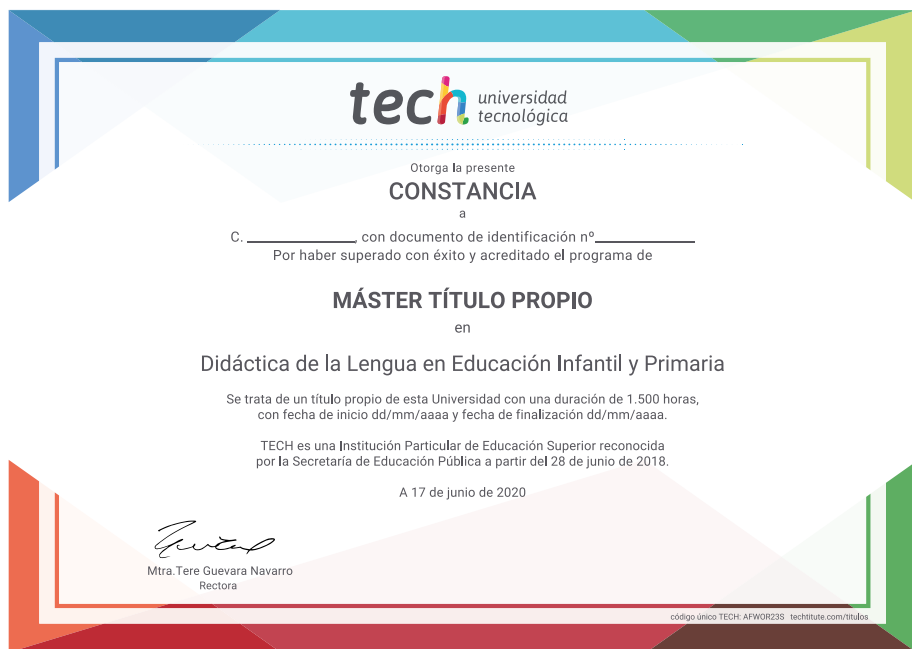 tech universidad
tecnológica
Otorga la presente
CONSTANCIA
a
C. ____________, con documento de identificación nº____________
Por haber superado con éxito y acreditado el programa de
MÁSTER TÍTULO PROPIO
en
Didáctica de la Lengua en Educación Infantil y Primaria
Se trata de un título propio de esta Universidad con una duración de 1.500 horas,
con fecha de inicio dd/mm/aaaa y fecha de finalización dd/mm/aaaa.
TECH es una Institución Particular de Educación Superior reconocida
por la Secretaría de Educación Pública a partir del 28 de junio de 2018.
A 17 de junio de 2020
Mtra.Tere Guevara Navarro
Rectora
código único TECH: AFWOR23S techtitute.com/titulos